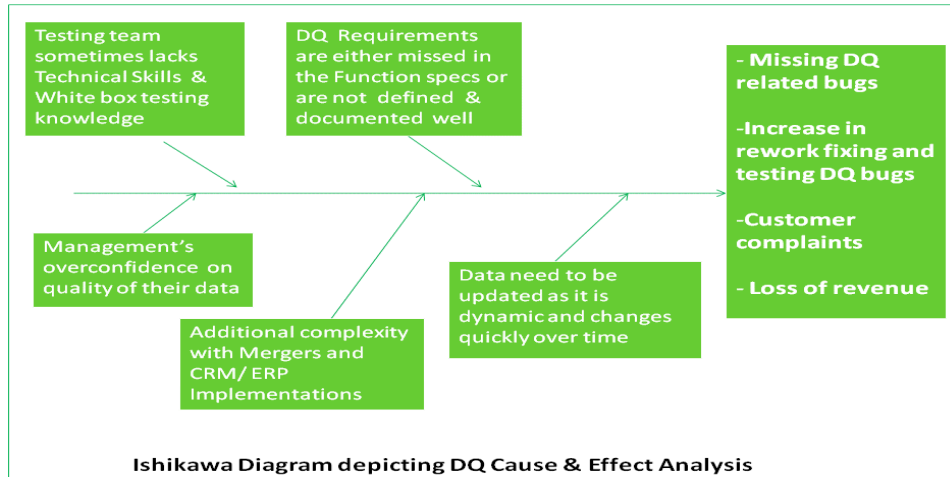 Testing team
sometimes lacks
Technical Skills &
White box testing
knowledge
DQ Requirements
are either missed in
the Function specs or
are not defined &
documented well
- Missing DQ
related bugs
-Increase in
rework fixing and
testing DQ bugs
-Customer
complaints
- Loss of revenue
Management's
overconfidence on
quality of their data
Additional complexity
with Mergers and
CRM/ ERP
Implementations
Data need to be
updated as it is
dynamic and changes
quickly over time
Ishikawa Diagram depicting DQ Cause & Effect Analysis